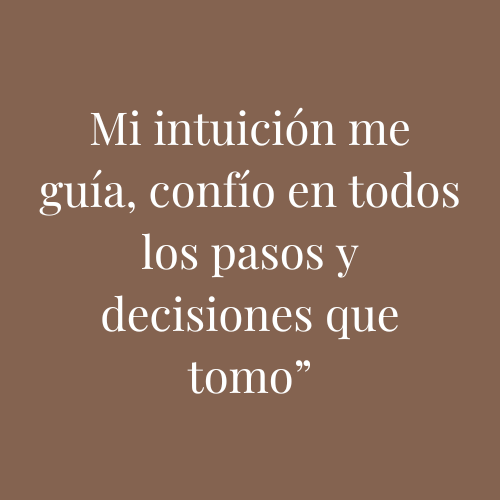 Mi intuición me
guía, confío en todos
los pasos y
decisiones que
tomo”